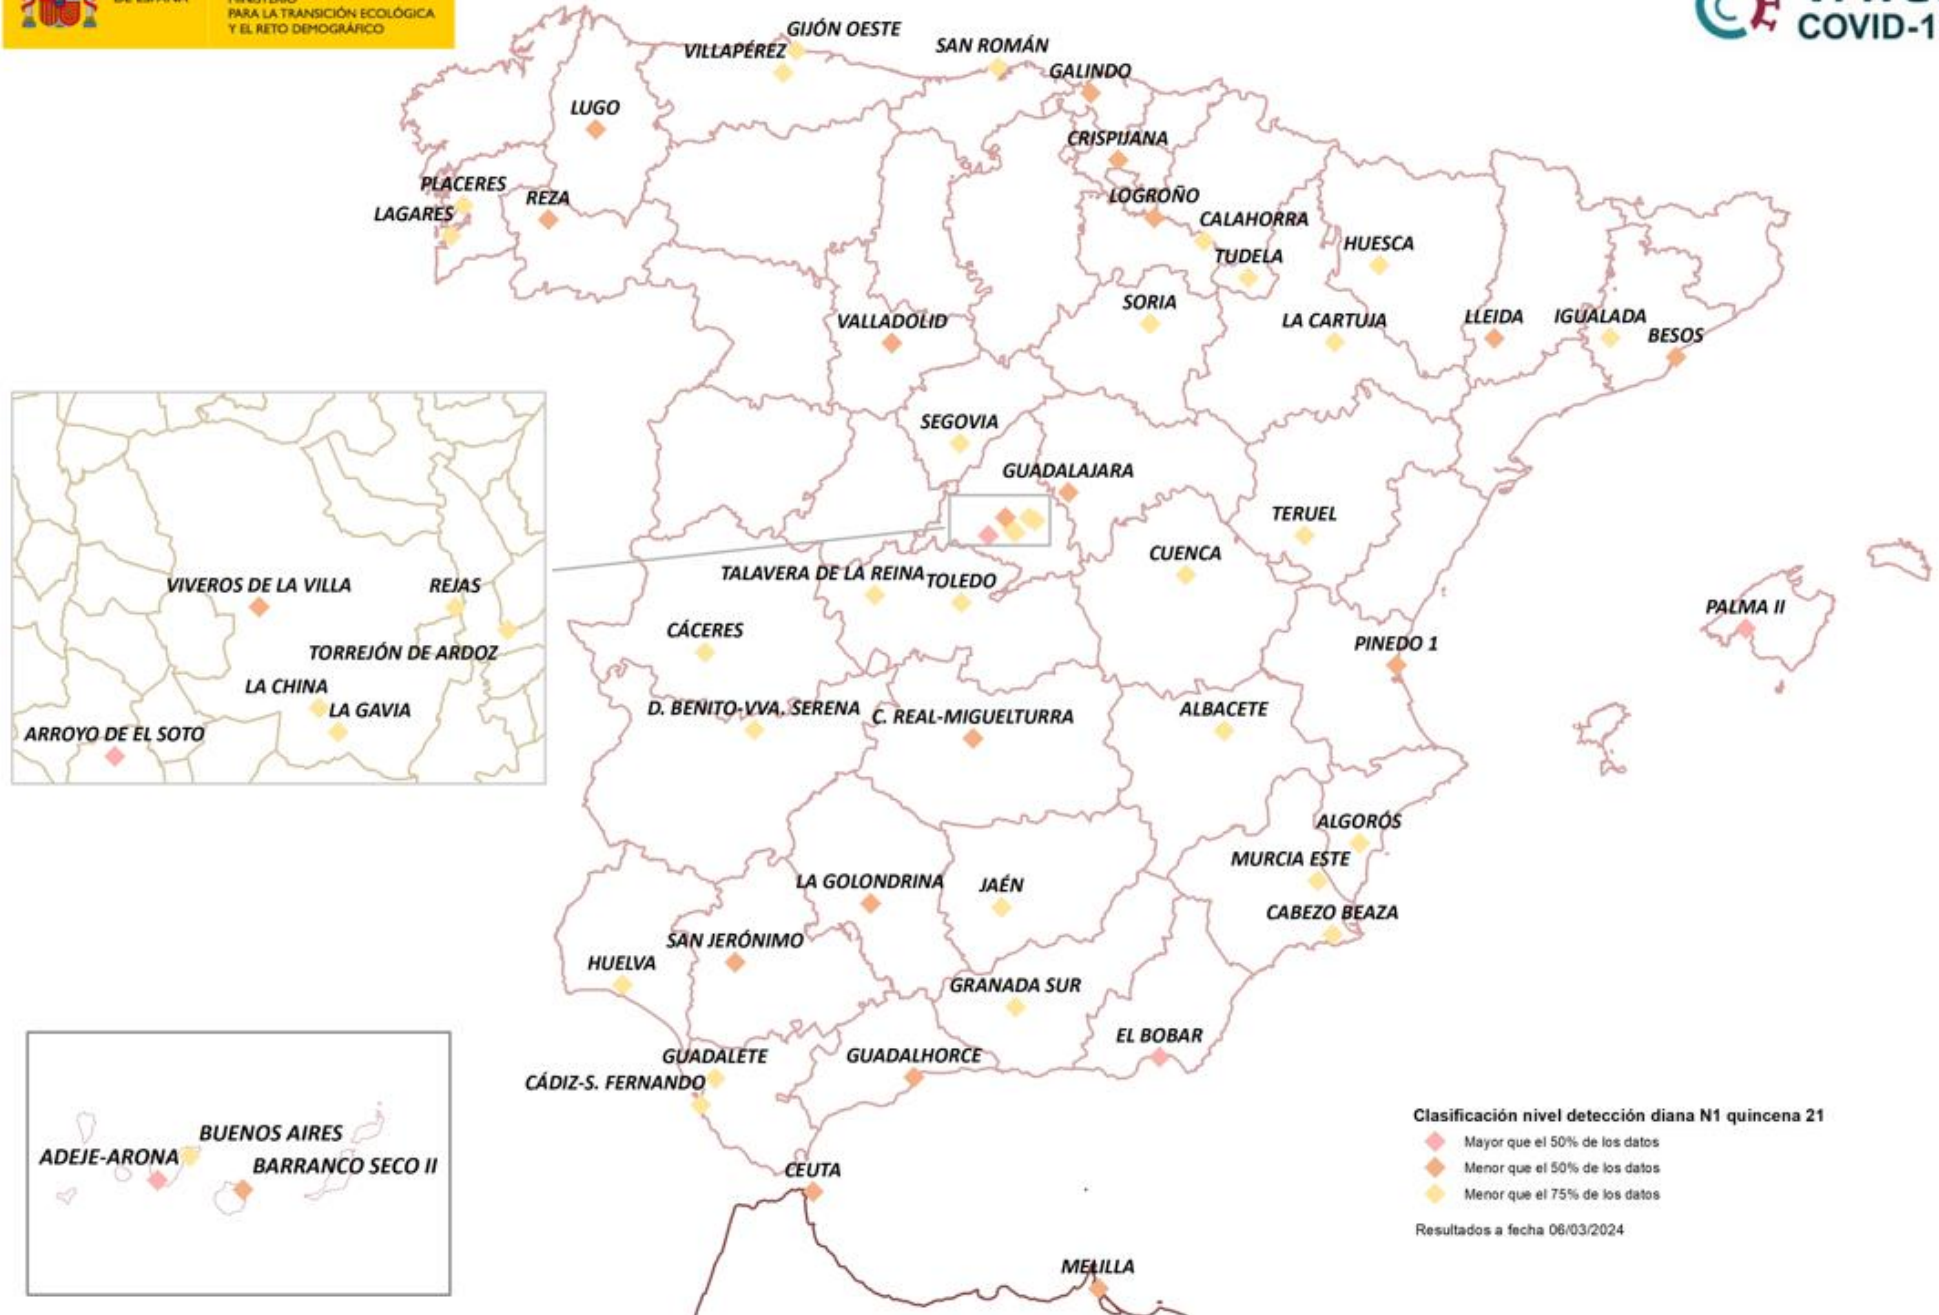 PARA LA TRANSICIÓN ECOLÓGICA
Y EL RETO DEMOGRÁFICO
COVID-1
GIJÓN OESTE
VILLAPÉREZ
SAN ROMÁN
GALINDO
LUGO
CRISPIJANA
PLACERES
REZA
LOGROÑO
LAGARES
CALAHORRA
HUESCA
TUDELA
SORIA
VALLADOLID
LA CARTUJA
LLEIDA
IGUALADA
BESOS
SEGOVIA
GUADALAJARA
TERUEL
CUENCA
TALAVERA DE LA REINA
TOLEDO
VIVEROS DE LA VILLA
REJAS
TORREJÓN DE ARDOZ
LA CHINA
LA GAVIA
ARROYO DE EL SOTO
PALMA II
CÁCERES
PINEDO 1
D. BENITO-VVA. SERENA
C. REAL-MIGUELTURRA
ALBACETE
ALGORÓS
MURCIA ESTE
LA GOLONDRINA
JAÉN
CABEZO BEAZA
SAN JERÓNIMO
HUELVA
GRANADA SUR
EL BOBAR
GUADALETE
GUADALHORCE
CÁDIZ-S. FERNANDO
BUENOS AIRES
ADEJE-ARONA
BARRANCO SECO II
CEUTA
MELILLA
Clasificación nivel detección diana N1 quincena 21
Mayor que el 50% de los datos
Menor que el 50% de los datos
Menor que el 75% de los datos
Resultados a fecha 06/03/2024